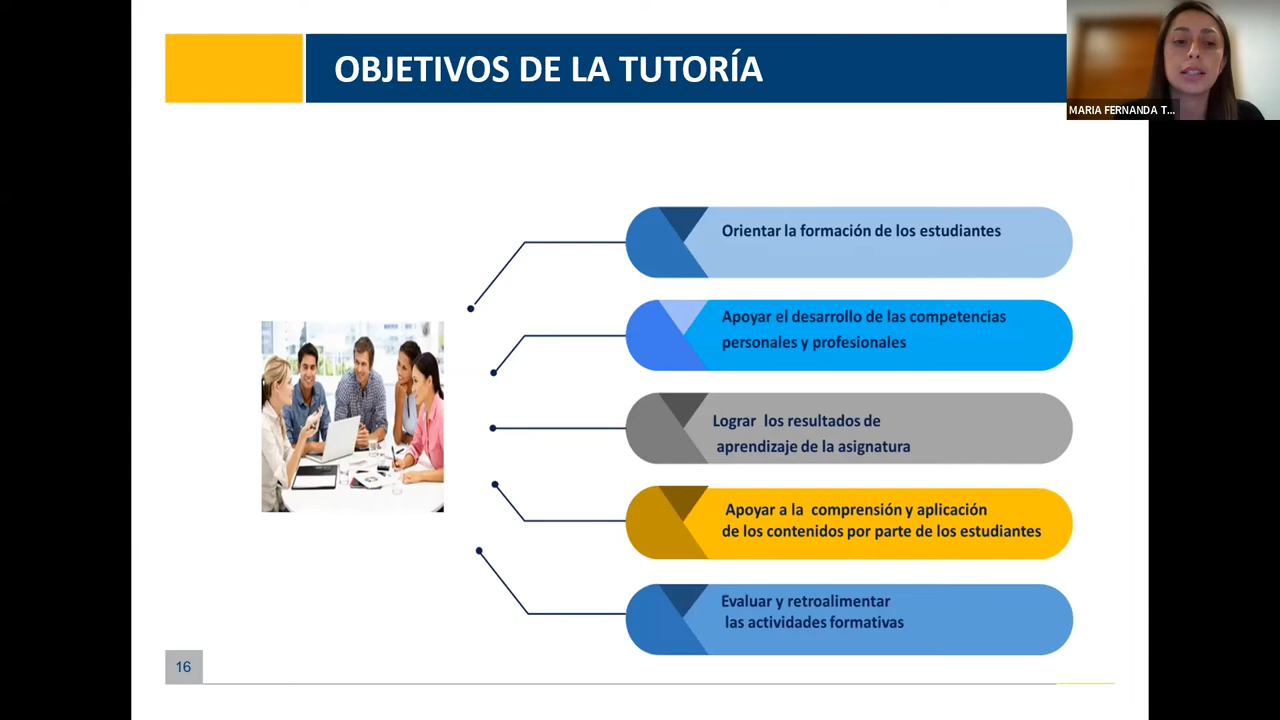 OBJETIVOS DE LA TUTORÍA
MARIA FERNANDA T...
Orientar la formación de los estudiantes
Apoyar el desarrollo de las competencias
personales y profesionales
Lograr los resultados de
aprendizaje de la asignatura
Apoyar a la comprensión y aplicación
de los contenidos por parte de los estudiantes
Evaluar y retroalimentar
las actividades formativas
16